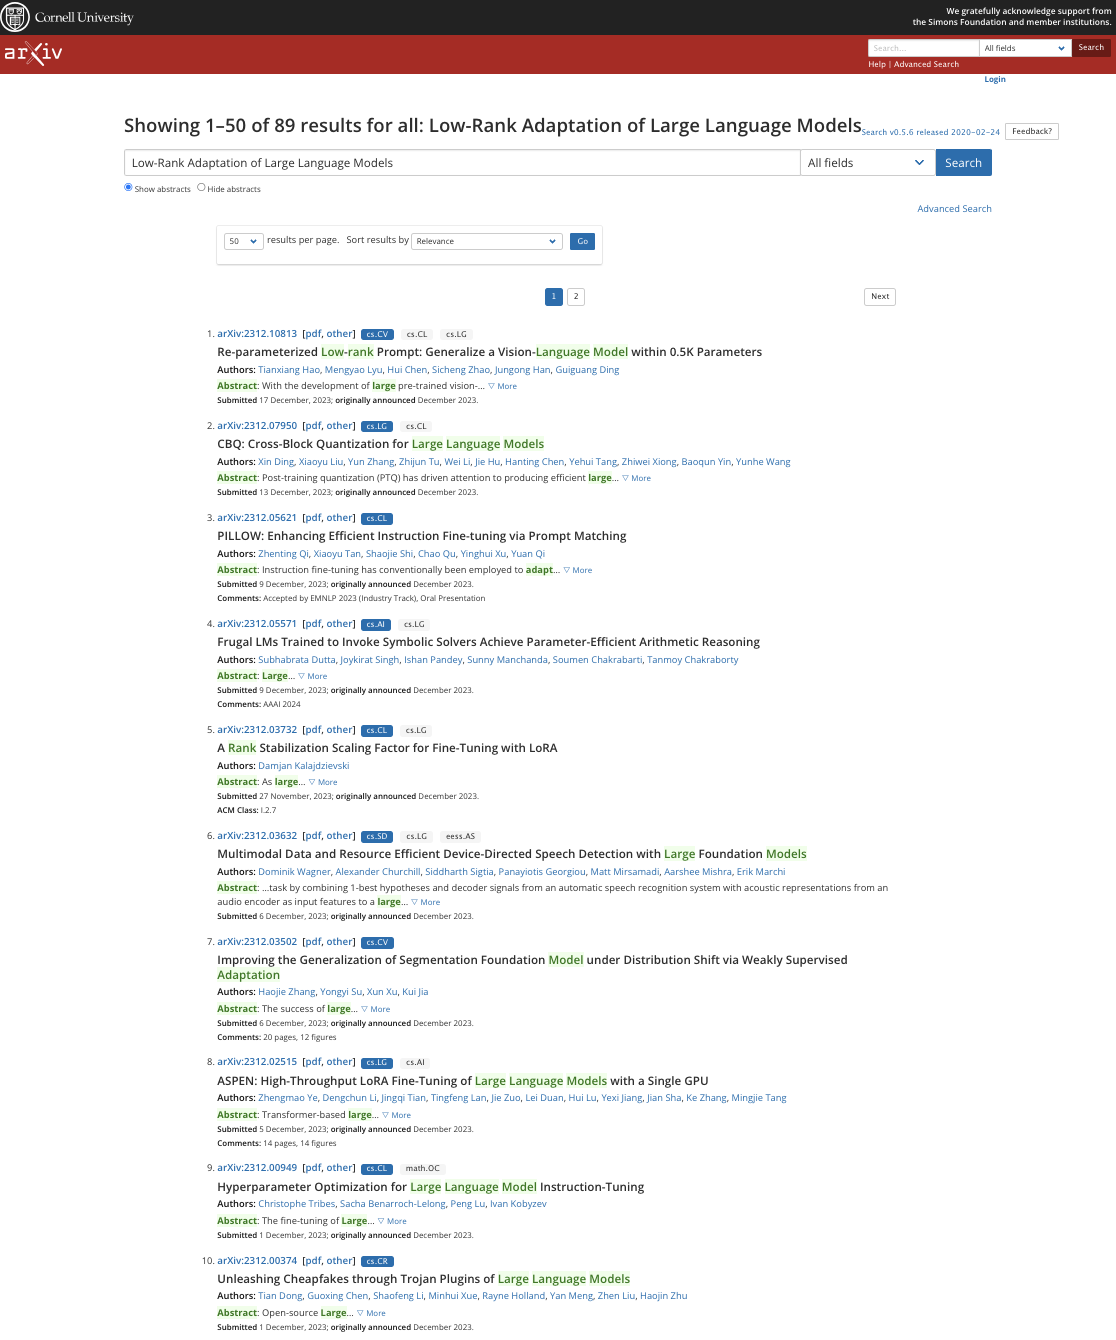 Cornell University
We gratefully acknowledge support from
the Simons Foundation and member institutions.
arXiv
Search...
All fields
Search
Help | Advanced Search
Login
Showing 1–50 of 89 results for all: Low-Rank Adaptation of Large Language Models
Search v0.5.6 released 2020-02-24
Feedback?
Low-Rank Adaptation of Large Language Models
All fields
Search
Show abstracts Hide abstracts
Advanced Search
50 results per page. Sort results by Relevance Go
1 2 Next
1. arXiv:2312.10813 [pdf, other] cs.CV cs.CL cs.LG
Re-parameterized Low-rank Prompt: Generalize a Vision-Language Model within 0.5K Parameters
Authors: Tianxiang Hao, Mengyao Lyu, Hui Chen, Sicheng Zhao, Jungong Han, Guiguang Ding
Abstract: With the development of large pre-trained vision-… ▽ More
Submitted 17 December, 2023; originally announced December 2023.
2. arXiv:2312.07950 [pdf, other] cs.LG cs.CL
CBQ: Cross-Block Quantization for Large Language Models
Authors: Xin Ding, Xiaoyu Liu, Yun Zhang, Zhijun Tu, Wei Li, Jie Hu, Hanting Chen, Yehui Tang, Zhiwei Xiong, Baoqun Yin, Yunhe Wang
Abstract: Post-training quantization (PTQ) has driven attention to producing efficient large… ▽ More
Submitted 13 December, 2023; originally announced December 2023.
3. arXiv:2312.05621 [pdf, other] cs.CL
PILLOW: Enhancing Efficient Instruction Fine-tuning via Prompt Matching
Authors: Zhenting Qi, Xiaoyu Tan, Shaojie Shi, Chao Qu, Yinghui Xu, Yuan Qi
Abstract: Instruction fine-tuning has conventionally been employed to adapt… ▽ More
Submitted 9 December, 2023; originally announced December 2023.
Comments: Accepted by EMNLP 2023 (Industry Track), Oral Presentation
4. arXiv:2312.05571 [pdf, other] cs.AI cs.LG
Frugal LMs Trained to Invoke Symbolic Solvers Achieve Parameter-Efficient Arithmetic Reasoning
Authors: Subhabrata Dutta, Joykirat Singh, Ishan Pandey, Sunny Manchanda, Soumen Chakrabarti, Tanmoy Chakraborty
Abstract: Large… ▽ More
Submitted 9 December, 2023; originally announced December 2023.
Comments: AAAI 2024
5. arXiv:2312.03732 [pdf, other] cs.CL cs.LG
A Rank Stabilization Scaling Factor for Fine-Tuning with LoRA
Authors: Damjan Kalajdzievski
Abstract: As large… ▽ More
Submitted 27 November, 2023; originally announced December 2023.
ACM Class: I.2.7
6. arXiv:2312.03632 [pdf, other] cs.SD cs.LG eess.AS
Multimodal Data and Resource Efficient Device-Directed Speech Detection with Large Foundation Models
Authors: Dominik Wagner, Alexander Churchill, Siddharth Sigtia, Panayiotis Georgiou, Matt Mirsamadi, Aarshee Mishra, Erik Marchi
Abstract: …task by combining 1-best hypotheses and decoder signals from an automatic speech recognition system with acoustic representations from an
audio encoder as input features to a large… ▽ More
Submitted 6 December, 2023; originally announced December 2023.
7. arXiv:2312.03502 [pdf, other] cs.CV
Improving the Generalization of Segmentation Foundation Model under Distribution Shift via Weakly Supervised
Adaptation
Authors: Haojie Zhang, Yongyi Su, Xun Xu, Kui Jia
Abstract: The success of large… ▽ More
Submitted 6 December, 2023; originally announced December 2023.
Comments: 20 pages, 12 figures
8. arXiv:2312.02515 [pdf, other] cs.LG cs.AI
ASPEN: High-Throughput LoRA Fine-Tuning of Large Language Models with a Single GPU
Authors: Zhengmao Ye, Dengchun Li, Jingqi Tian, Tingfeng Lan, Jie Zuo, Lei Duan, Hui Lu, Yexi Jiang, Jian Sha, Ke Zhang, Mingjie Tang
Abstract: Transformer-based large… ▽ More
Submitted 5 December, 2023; originally announced December 2023.
Comments: 14 pages, 14 figures
9. arXiv:2312.00949 [pdf, other] cs.CL math.OC
Hyperparameter Optimization for Large Language Model Instruction-Tuning
Authors: Christophe Tribes, Sacha Benarroch-Lelong, Peng Lu, Ivan Kobyzev
Abstract: The fine-tuning of Large… ▽ More
Submitted 1 December, 2023; originally announced December 2023.
10. arXiv:2312.00374 [pdf, other] cs.CR
Unleashing Cheapfakes through Trojan Plugins of Large Language Models
Authors: Tian Dong, Guoxing Chen, Shaofeng Li, Minhui Xue, Rayne Holland, Yan Meng, Zhen Liu, Haojin Zhu
Abstract: Open-source Large… ▽ More
Submitted 1 December, 2023; originally announced December 2023.